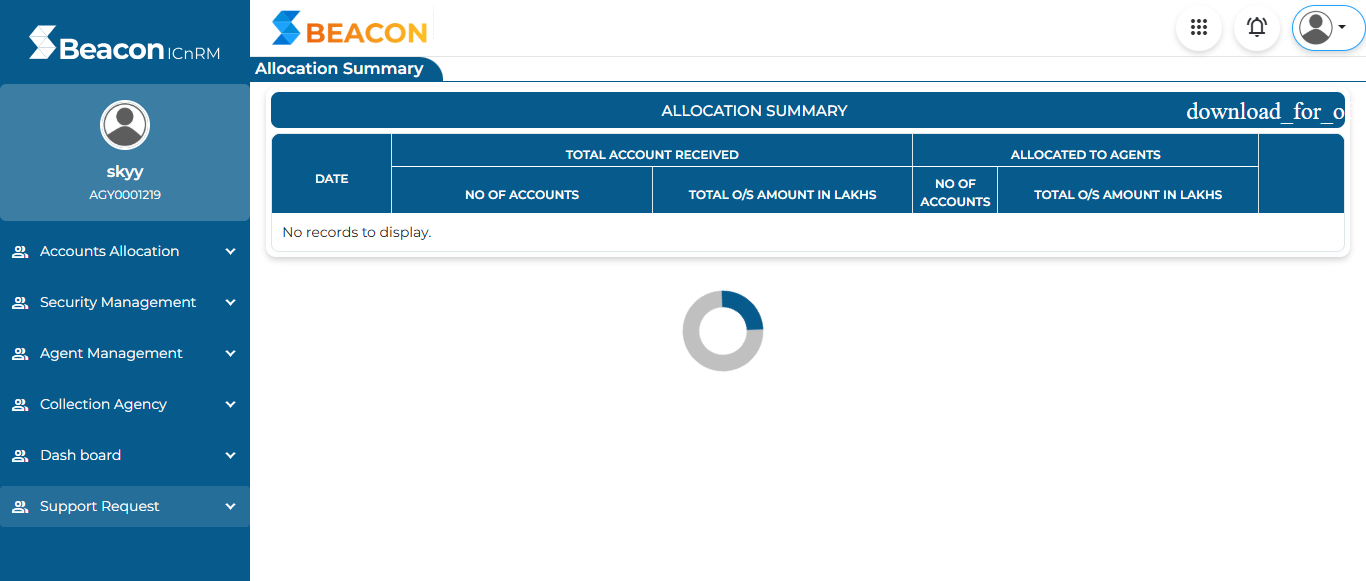 Beacon ICnRM
BEACON
Allocation Summary
skyy
AGY0001219
Accounts Allocation
Security Management
Agent Management
Collection Agency
Dash board
Support Request
ALLOCATION SUMMARY
download_for_o
DATE
TOTAL ACCOUNT RECEIVED
ALLOCATED TO AGENTS
NO OF ACCOUNTS
TOTAL O/S AMOUNT IN LAKHS
NO OF
ACCOUNTS
TOTAL O/S AMOUNT IN LAKHS
No records to display.